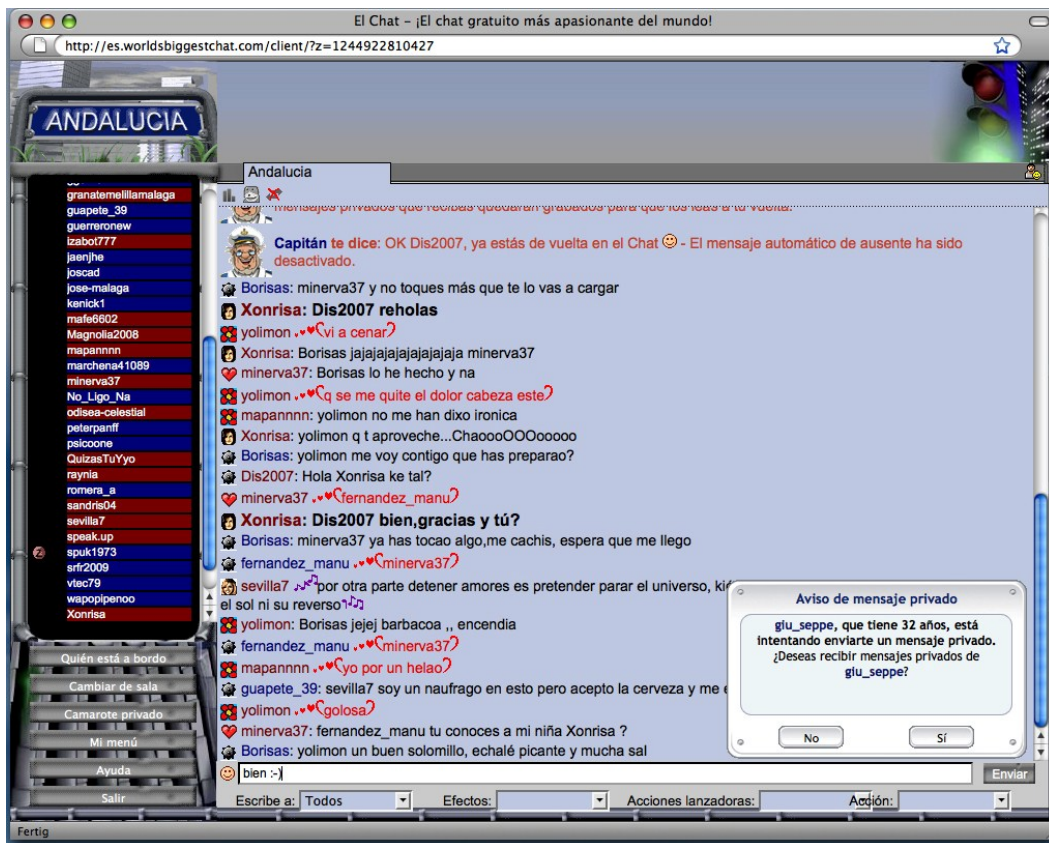 El Chat – ¡El chat gratuito más apasionante del mundo!
http://es.worldsbiggestchat.com/client/?z=1244922810427
ANDALUCIA
Andalucia
granatemelillamalaga
guapete_39
guerreronew
izabot777
jaenjhe
joscad
jose-malaga
kenick1
mafe6602
Magnolia2008
mapannnn
marchena41089
minerva37
No_Ligo_Na
odisea-celestial
peterpanff
psicoone
QuizasTuYyo
raynia
romera_a
sandris04
sevilla7
speak.up
spuk1973
srfr2009
vtec79
wapopipenoo
Xonrisa
Quién está a bordo
Cambiar de sala
Camarote privado
Mi menú
Ayuda
Salir
mensajes privados que recibas quedarán grabados para que los leas a tu vuelta.
Capitán te dice: OK Dis2007, ya estás de vuelta en el Chat - El mensaje automático de ausente ha sido
desactivado.
Borisas: minerva37 y no toques más que te lo vas a cargar
Xonrisa: Dis2007 reholas
yolimon vi a cenar
Xonrisa: Borisas jajajajajajajajaja minerva37
minerva37: Borisas lo he hecho y na
yolimon q se me quite el dolor cabeza este
mapannnn: yolimon no me han dixo ironica
Xonrisa: yolimon q t aproveche...ChaoooOOOooooo
Borisas: yolimon me voy contigo que has preparao?
Dis2007: Hola Xonrisa ke tal?
minerva37 fernandez_manu
Xonrisa: Dis2007 bien,gracias y tú?
Borisas: minerva37 ya has tocao algo,me cachis, espera que me llego
fernandez_manu minerva37
sevilla7 por otra parte detener amores es pretender parar el universo,
el sol ni su reverso
yolimon: Borisas jejej barbacoa ,, encendia
fernandez_manu minerva37
mapannnn yo por un helao
guapete_39: sevilla7 soy un naufrago en esto pero acepto la cerveza y me
yolimon golosa
minerva37: fernandez_manu tu conoces a mi niña Xonrisa ?
Borisas: yolimon un buen solomillo, echalé picante y mucha sal
Aviso de mensaje privado
giu_seppe, que tiene 32 años, está
intentando enviarte un mensaje privado.
¿Deseas recibir mensajes privados de
giu_seppe?
No Sí
bien :-) Enviar
Escribe a: Todos Efectos: Acciones lanzadoras: Acción:
Fertig